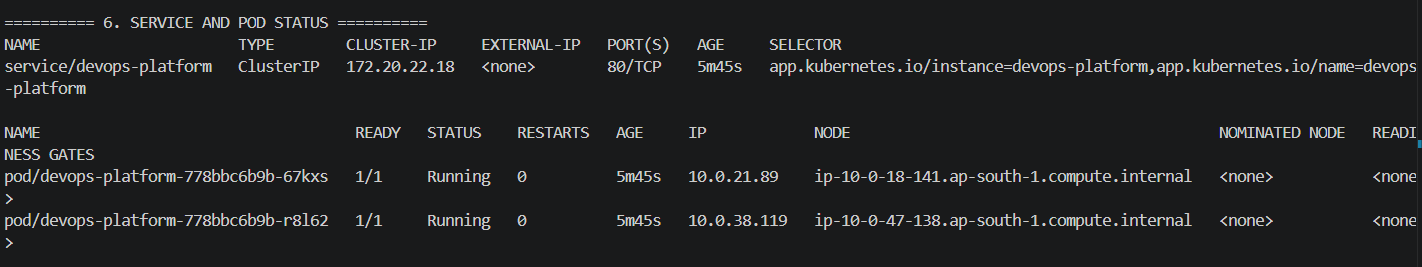 ========== 6. SERVICE AND POD STATUS ==========
NAME                       TYPE        CLUSTER-IP     EXTERNAL-IP   PORT(S)   AGE     SELECTOR
service/devops-platform   ClusterIP   172.20.22.18   <none>        80/TCP    5m45s   app.kubernetes.io/instance=devops-platform,app.kubernetes.io/name=devops
-platform
NAME                                   READY   STATUS    RESTARTS   AGE     IP            NODE                                         NOMINATED NODE   READI
NESS GATES
pod/devops-platform-778bbc6b9b-67kxs   1/1     Running   0          5m45s   10.0.21.89    ip-10-0-18-141.ap-south-1.compute.internal   <none>           <none
>
pod/devops-platform-778bbc6b9b-r8l62   1/1     Running   0          5m45s   10.0.38.119   ip-10-0-47-138.ap-south-1.compute.internal   <none>           <none
>